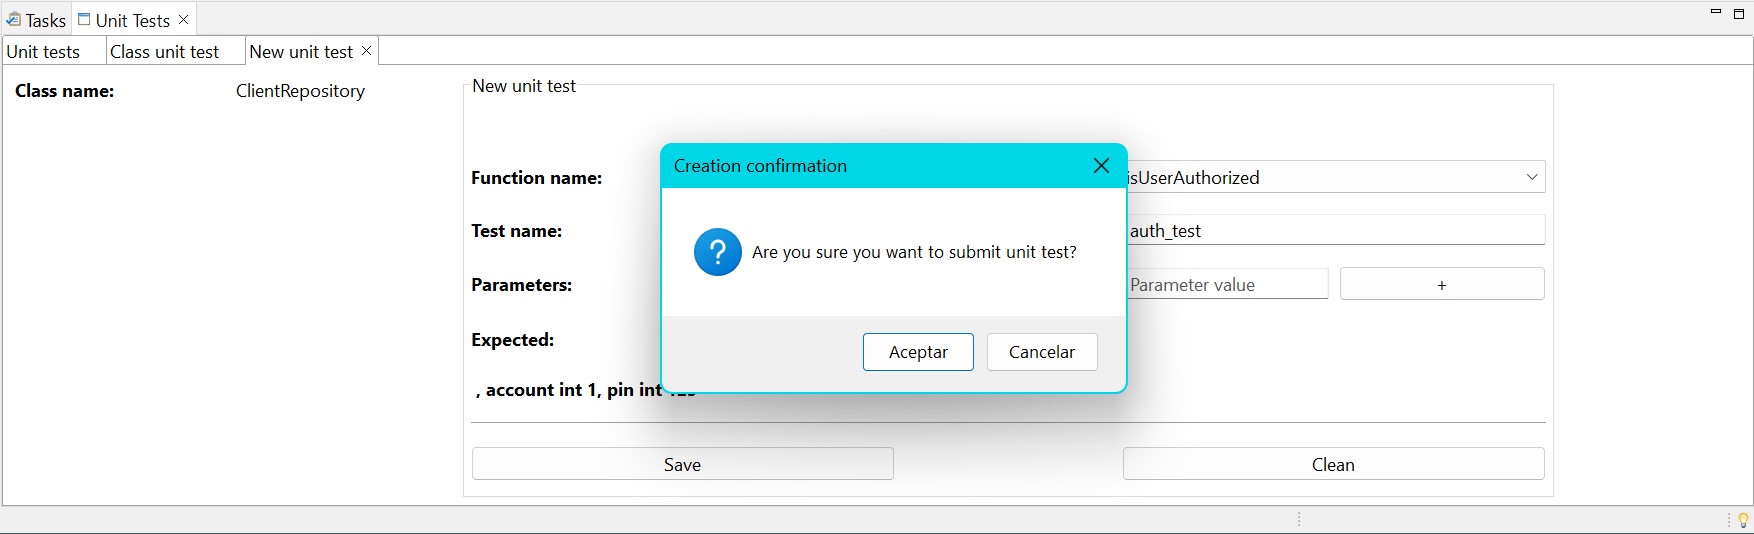 Tasks Unit Tests
Unit tests Class unit test New unit test
Class name: ClientRepository
New unit test
Creation confirmation
Function name: isUserAuthorized
Test name: auth_test
Are you sure you want to submit unit test?
Parameters: Parameter value +
Expected:
Aceptar Cancelar
, account int 1, pin int
Save Clean